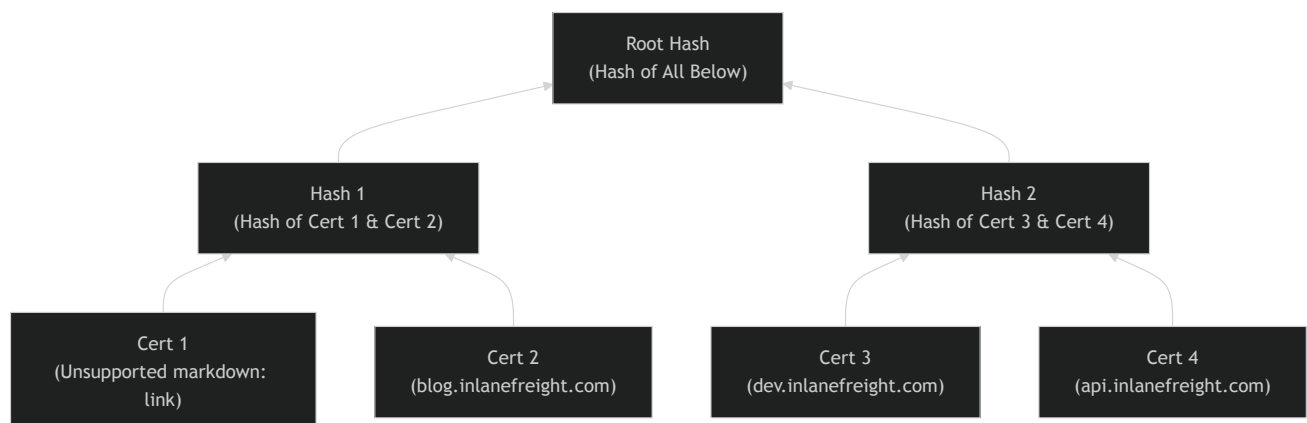 Root Hash
(Hash of All Below)
Hash 1
(Hash of Cert 1 & Cert 2)
Hash 2
(Hash of Cert 3 & Cert 4)
Cert 1
(Unsupported markdown:
link)
Cert 2
(blog.inlanefreight.com)
Cert 3
(dev.inlanefreight.com)
Cert 4
(api.inlanefreight.com)